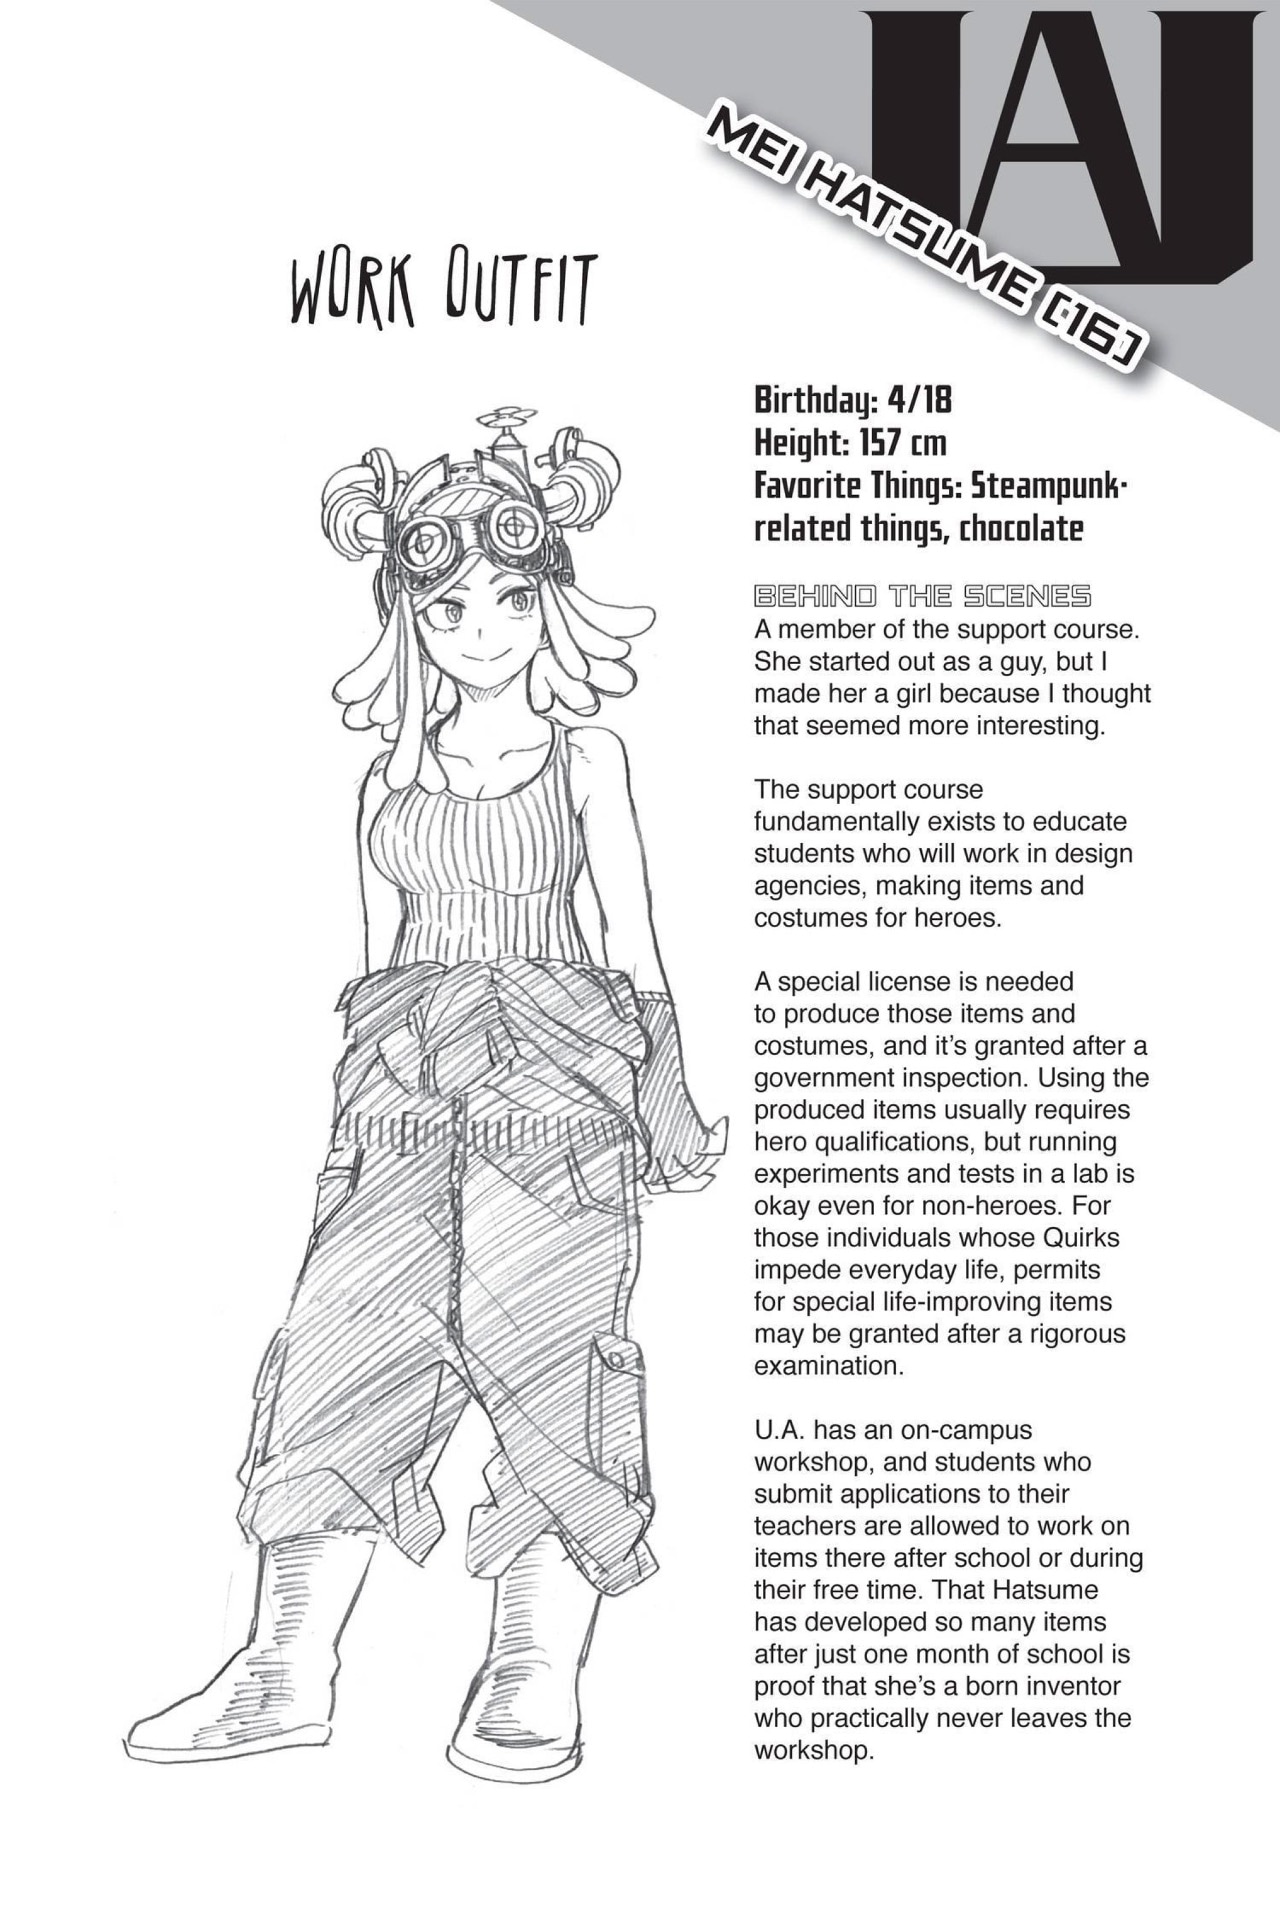 UA
MEI HATSUME (16)
WORK OUTFIT
Birthday: 4/18
Height: 157 cm
Favorite Things: Steampunk-
related things, chocolate
BEHIND THE SCENES
A member of the support course.
She started out as a guy, but I
made her a girl because I thought
that seemed more interesting.
The support course
fundamentally exists to educate
students who will work in design
agencies, making items and
costumes for heroes.
A special license is needed
to produce those items and
costumes, and it’s granted after a
government inspection. Using the
produced items usually requires
hero qualifications, but running
experiments and tests in a lab is
okay even for non-heroes. For
those individuals whose Quirks
impede everyday life, permits
for special life-improving items
may be granted after a rigorous
examination.
U.A. has an on-campus
workshop, and students who
submit applications to their
teachers are allowed to work on
items there after school or during
their free time. That Hatsume
has developed so many items
after just one month of school is
proof that she’s a born inventor
who practically never leaves the
workshop.